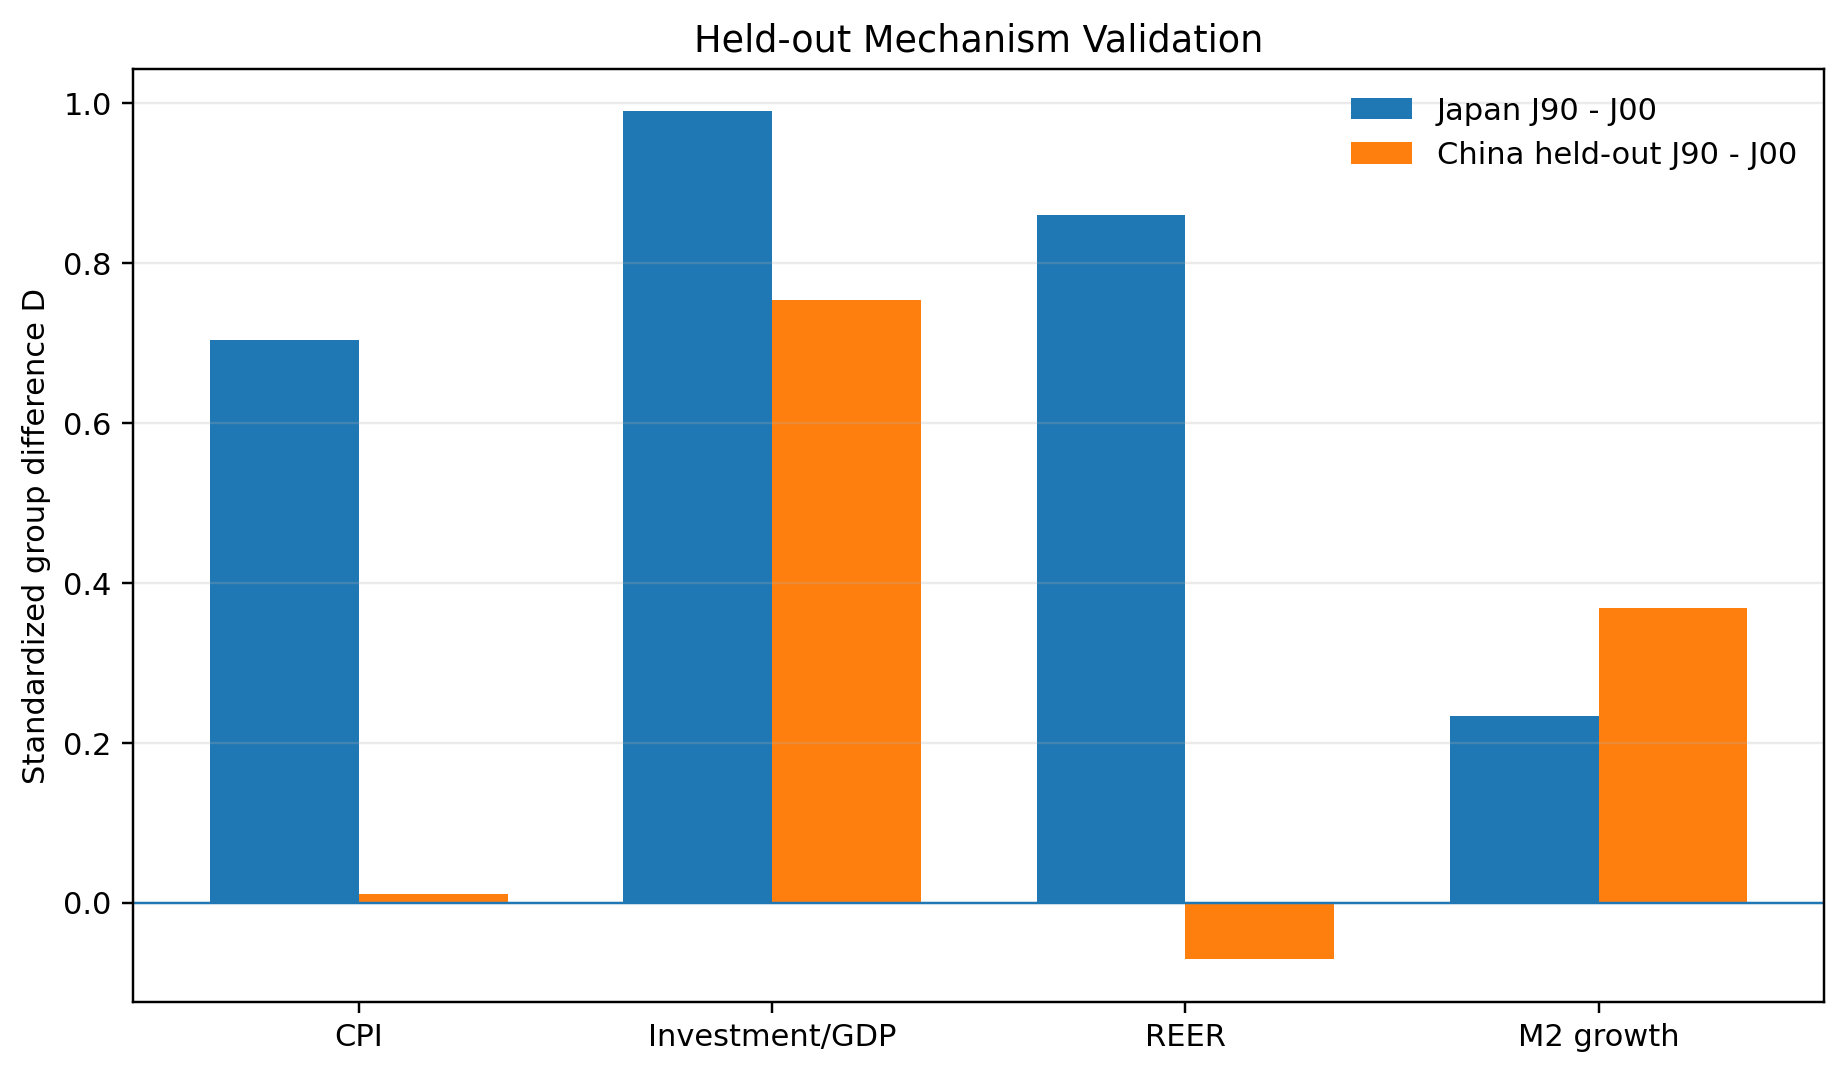 Held-out Mechanism Validation
Japan J90 - J00
China held-out J90 - J00
Standardized group difference D
1.0
0.8
0.6
0.4
0.2
0.0
CPI
Investment/GDP
REER
M2 growth